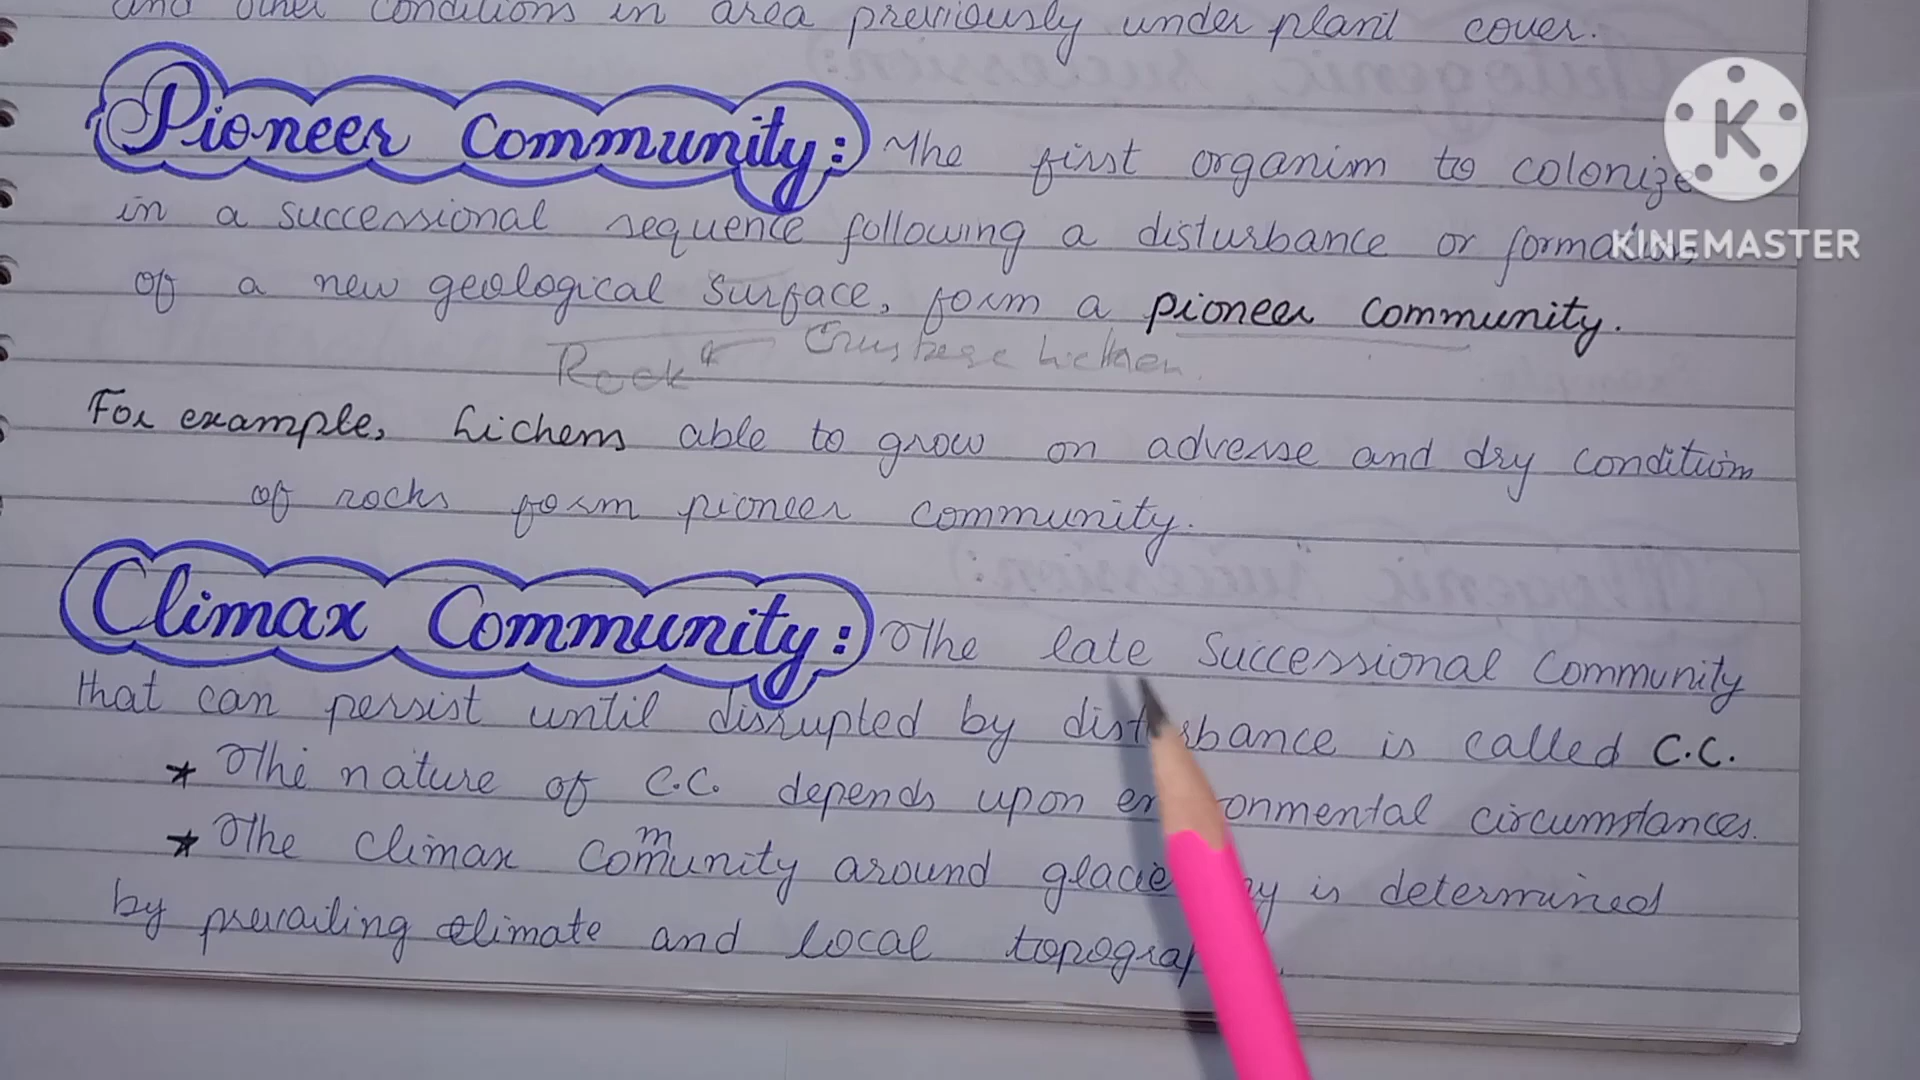 and other conditions in area previously under plant cover.
Pioneer Community: The first organim to colonize
in a successional sequence following a disturbance or formation
of a new geological surface, form a pioneer community.
Rock Crustose Lichen.
For example, Lichens able to grow on adverse and dry condition
of rocks form pioneer community.
Climax Community: The late Successional Community
that can persist until disrupted by disturbance is called C.C.
* The nature of C.C. depends upon environmental circumstances.
* The climax Community around is determined
by prevailing climate and local
K
KINEMASTER